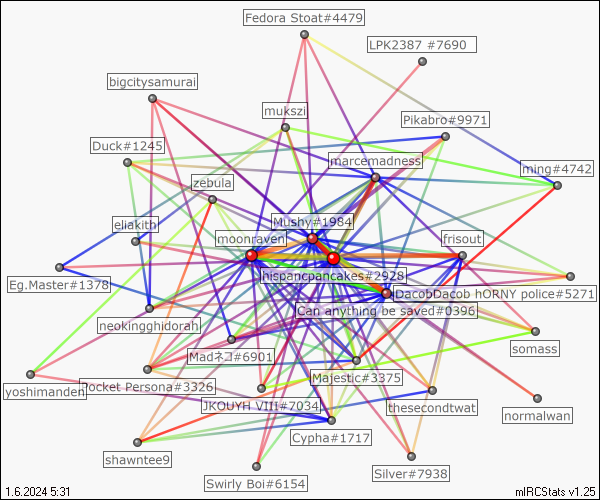 Fedora Stoat#4479
LPK2387 #7690
bigcitysamurai
mukszi
Pikabro#9971
Duck#1245
marcemadness
ming#4742
zebula
Mushy#1984
eliakith
moonraven
frisout
hispanicpancakes#2928
Eg.Master#1378
DacobDacob hORNY police#5271
Can anything be saved#0396
neokingghidorah
somass
Madネコ#6901
Majestic#3375
yoshimanden
Pocket Persona#3326
JKOUYH VIII#7034
thesecondtwat
normalwan
Cypha#1717
shawntee9
Silver#7938
Swirly Boi#6154
1.6.2024 5:31
mIRCStats v1.25